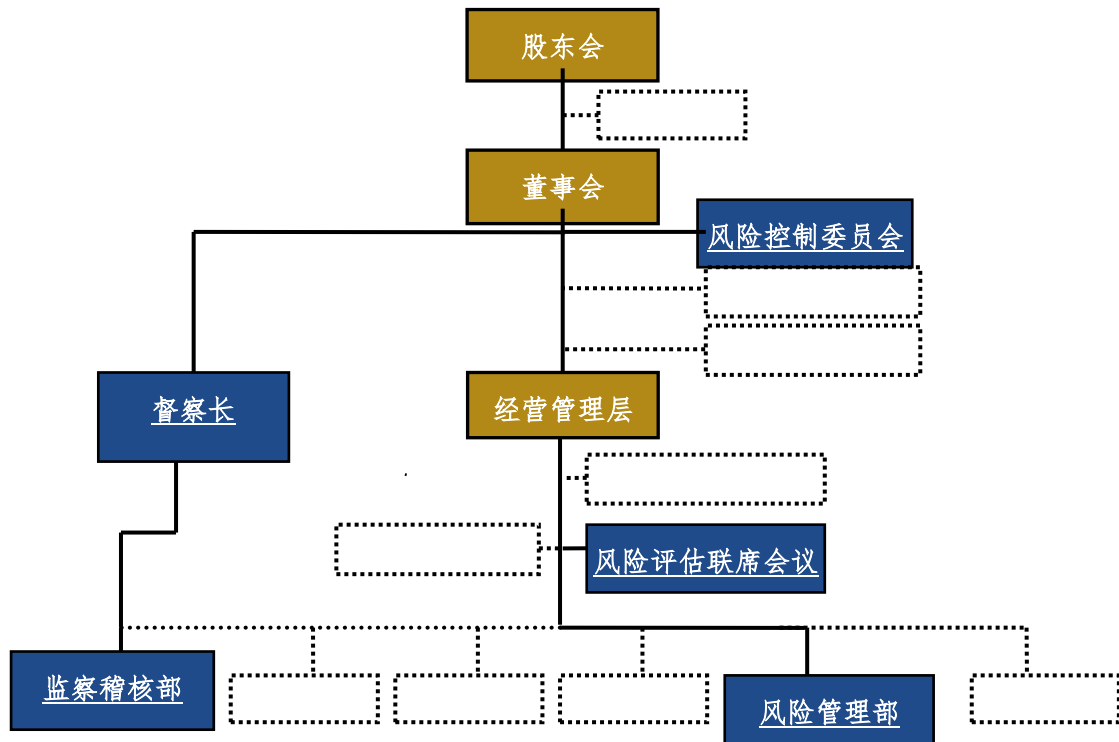 股东会
董事会
风险控制委员会
督察长
经营管理层
风险评估联席会议
监察稽核部
风险管理部